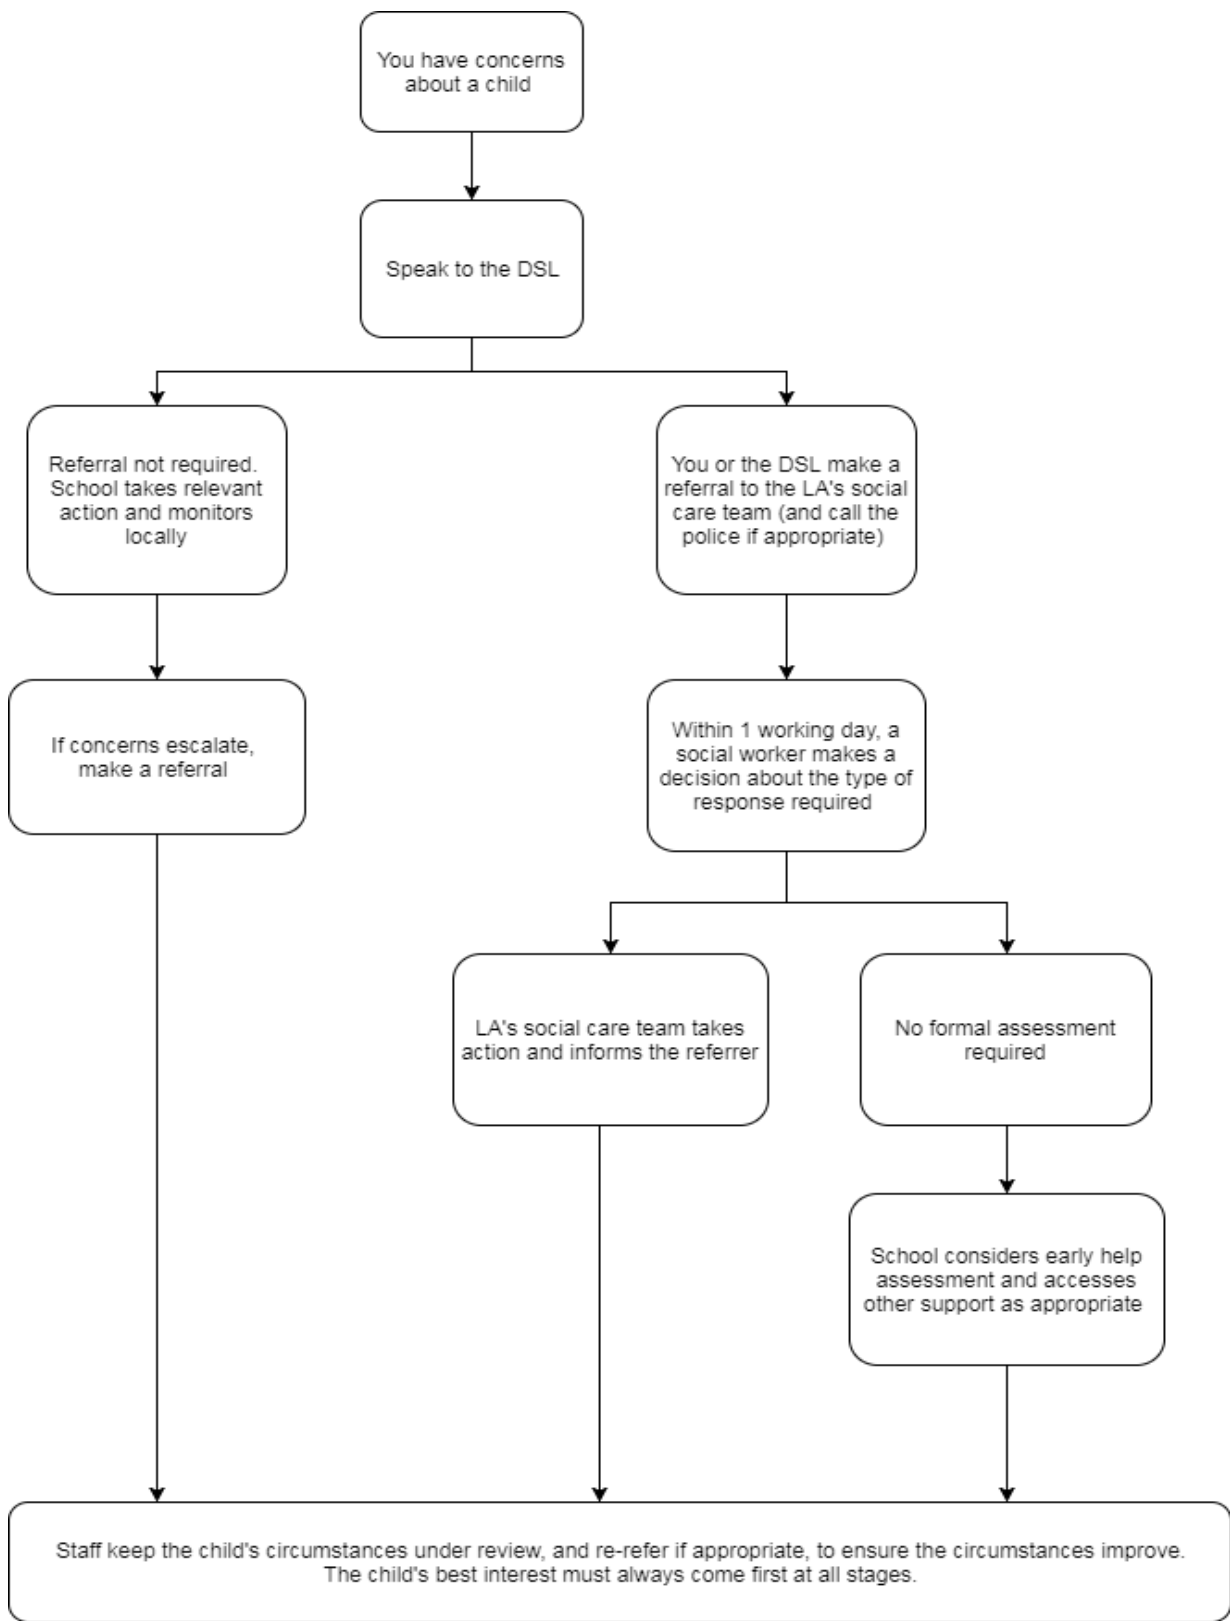 You have concerns
about a child
Speak to the DSL
Referral not required.
School takes relevant
action and monitors
locally
You or the DSL make a
referral to the LA's social
care team (and call the
police if appropriate)
If concerns escalate,
make a referral
Within 1 working day, a
social worker makes a
decision about the type of
response required
LA's social care team takes
action and informs the referrer
No formal assessment
required
School considers early help
assessment and accesses
other support as appropriate
Staff keep the child's circumstances under review, and re-refer if appropriate, to ensure the circumstances improve.
The child's best interest must always come first at all stages.